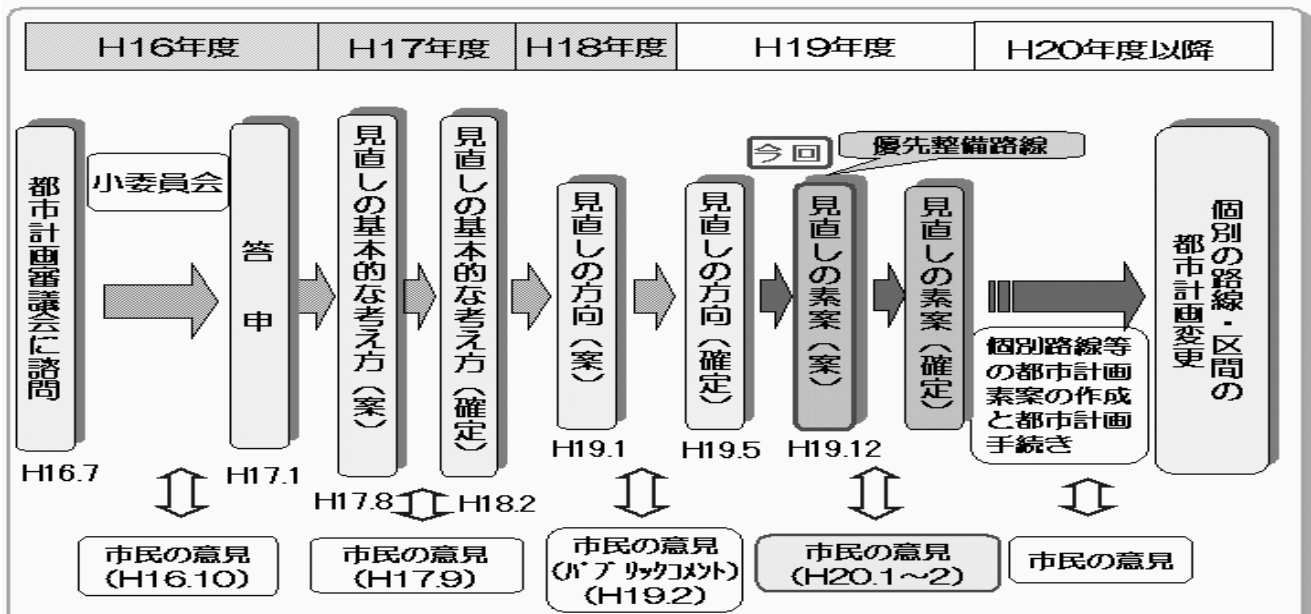 H16年度
H17年度
H18年度
H19年度
H20年度以降
都市計画審議会に諮問
H16.7
小委員会
答申
H17.1
見直しの基本的な考え方（案）
H17.8
見直しの基本的な考え方（確定）
H18.2
見直しの方向（案）
H19.1
見直しの方向（確定）
H19.5
今回
優先整備路線
見直しの素案（案）
H19.12
見直しの素案（確定）
個別路線等
の都市計画
素案の作成
と都市計画
手続き
個別の路線・区間の
都市計画変更
市民の意見
(H16.10)
市民の意見
(H17.9)
市民の意見
(ﾊﾟﾌﾞﾘｯｸｺﾒﾝﾄ)
(H19.2)
市民の意見
(H20.1～2)
市民の意見